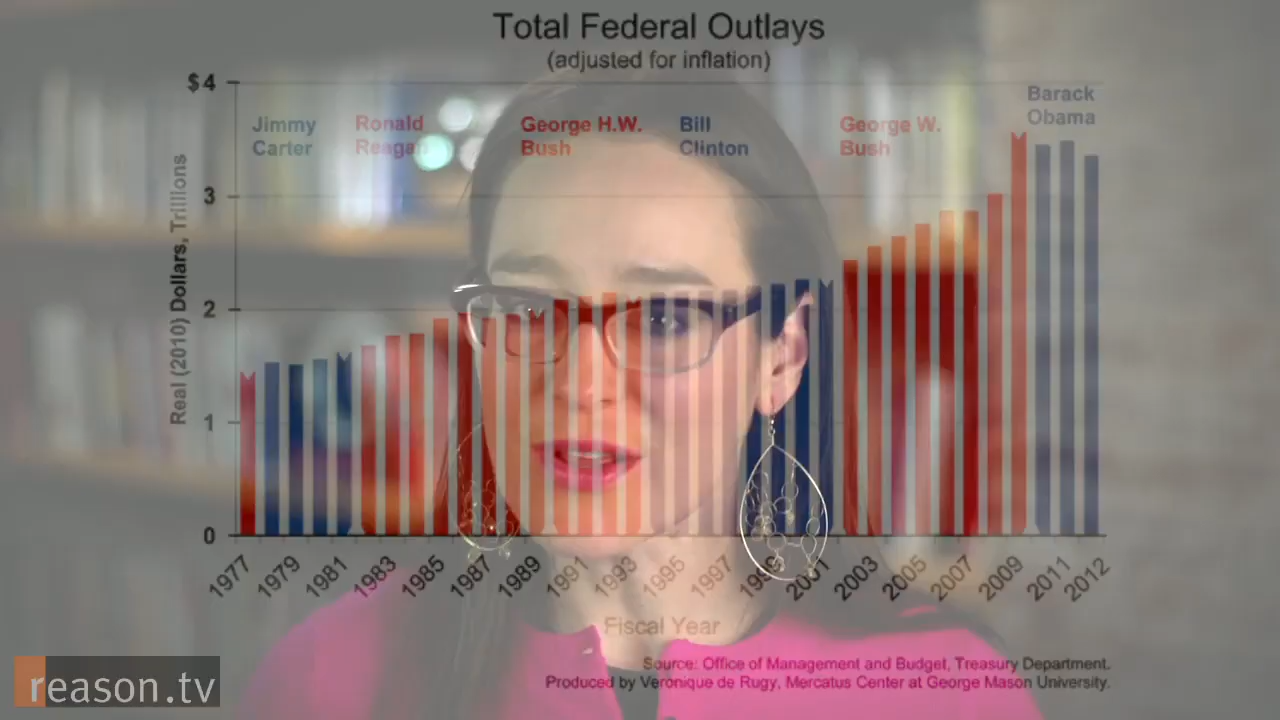 Total Federal Outlays
(adjusted for inflation)
$4
3
2
1
0
Real (2010) Dollars, Trillions
Jimmy
Carter
Ronald
Reagan
George H.W.
Bush
Bill
Clinton
George W.
Bush
Barack
Obama
1977 1979 1981 1983 1985 1987 1989 1991 1993 1995 1997 1999 2001 2003 2005 2007 2009 2011 2012
Fiscal Year
Source: Office of Management and Budget, Treasury Department.
Produced by Veronique de Rugy, Mercatus Center at George Mason University.
reason.tv